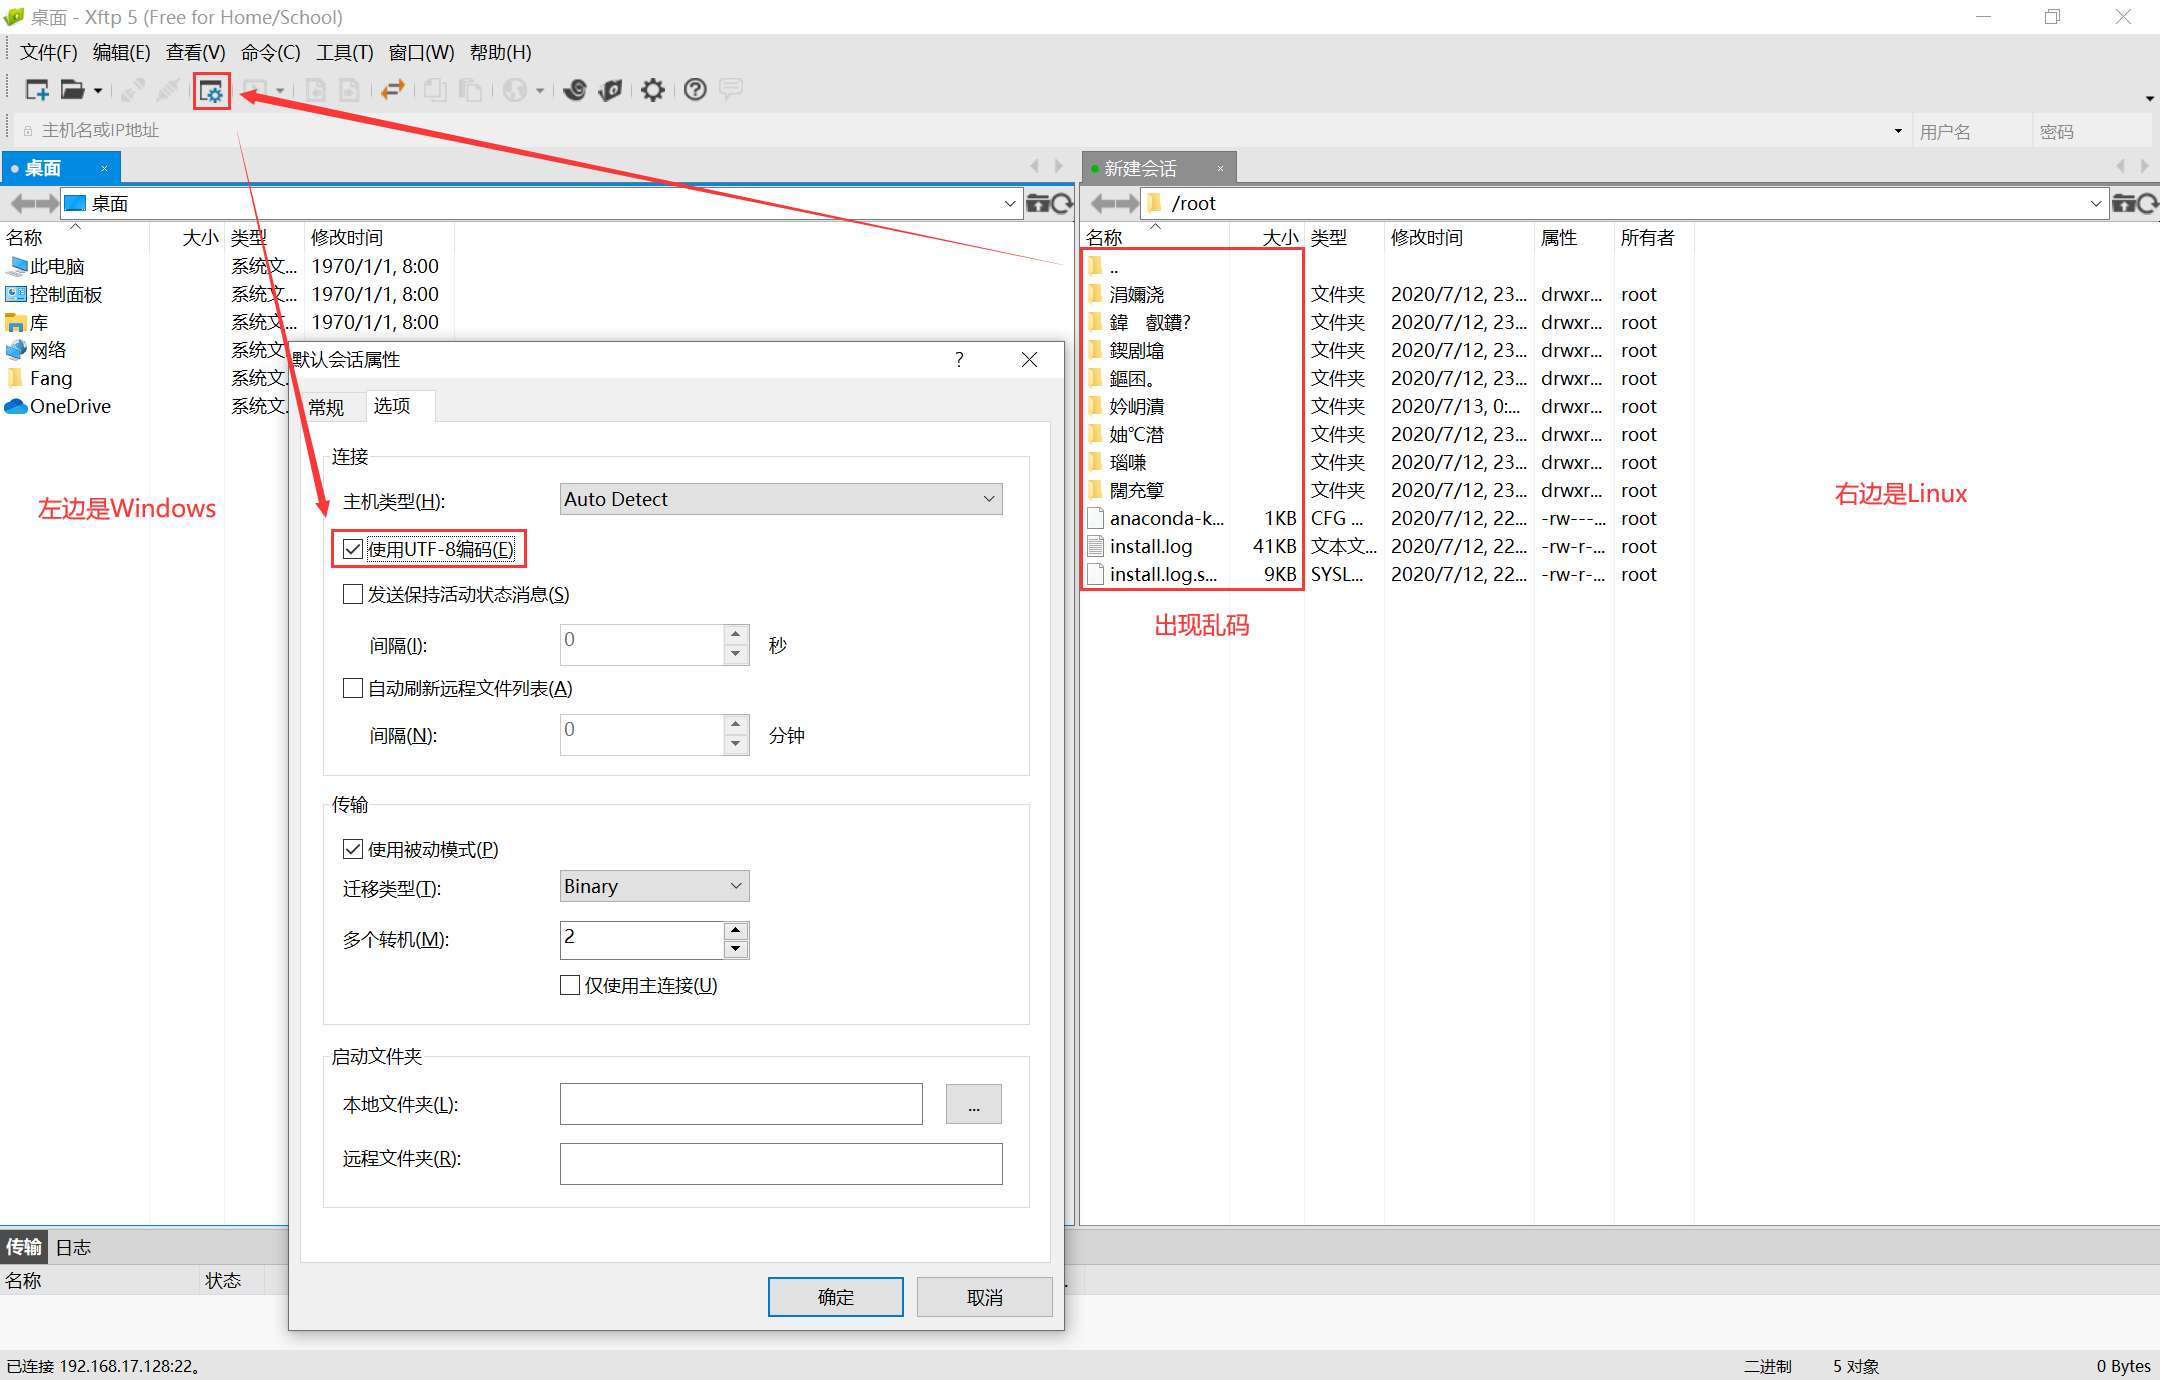 桌面 - Xftp 5 (Free for Home/School)
文件(F) 编辑(E) 查看(V) 命令(C) 工具(T) 窗口(W) 帮助(H)
主机名或IP地址 用户名 密码
桌面
桌面
名称 大小 类型 修改时间
此电脑 系统文... 1970/1/1, 8:00
控制面板 系统文... 1970/1/1, 8:00
库 系统文... 1970/1/1, 8:00
网络 系统文
Fang 系统文.
OneDrive 系统文.
左边是Windows
新建会话
/root
名称 大小 类型 修改时间 属性 所有者
..
涓嬭浇 文件夹 2020/7/12, 23... drwxr... root
鍏 叡鐨? 文件夹 2020/7/12, 23... drwxr... root
鍥剧墖 文件夹 2020/7/12, 23... drwxr... root
文件夹 2020/7/12, 23... drwxr... root
妗岄潰 文件夹 2020/7/13, 0:... drwxr... root
妯℃澘 文件夹 2020/7/12, 23... drwxr... root
瑙嗛 文件夹 2020/7/12, 23... drwxr... root
文件夹 2020/7/12, 23... drwxr... root
anaconda-k... 1KB CFG ... 2020/7/12, 22... -rw---... root
install.log 41KB 文本文... 2020/7/12, 22... -rw-r-... root
install.log.s... 9KB SYSL... 2020/7/12, 22... -rw-r-... root
出现乱码
右边是Linux
默认会话属性
常规 选项
连接
主机类型(H): Auto Detect
使用UTF-8编码(E)
发送保持活动状态消息(S)
间隔(I): 0 秒
自动刷新远程文件列表(A)
间隔(N): 0 分钟
传输
使用被动模式(P)
迁移类型(T): Binary
多个转机(M): 2
仅使用主连接(U)
启动文件夹
本地文件夹(L): ...
远程文件夹(R):
确定 取消
传输 日志
名称 状态
已连接 192.168.17.128:22。 二进制 5 对象 0 Bytes